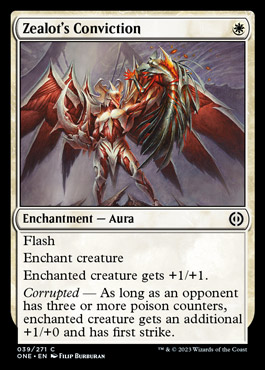 Zealot's Conviction
Enchantment — Aura
Flash
Enchant creature
Enchanted creature gets +1/+1.
Corrupted — As long as an opponent
has three or more poison counters,
enchanted creature gets an additional
+1/+0 and has first strike.
039/271 C
ONE • EN Filip Burburan
™ & © 2023 Wizards of the Coast